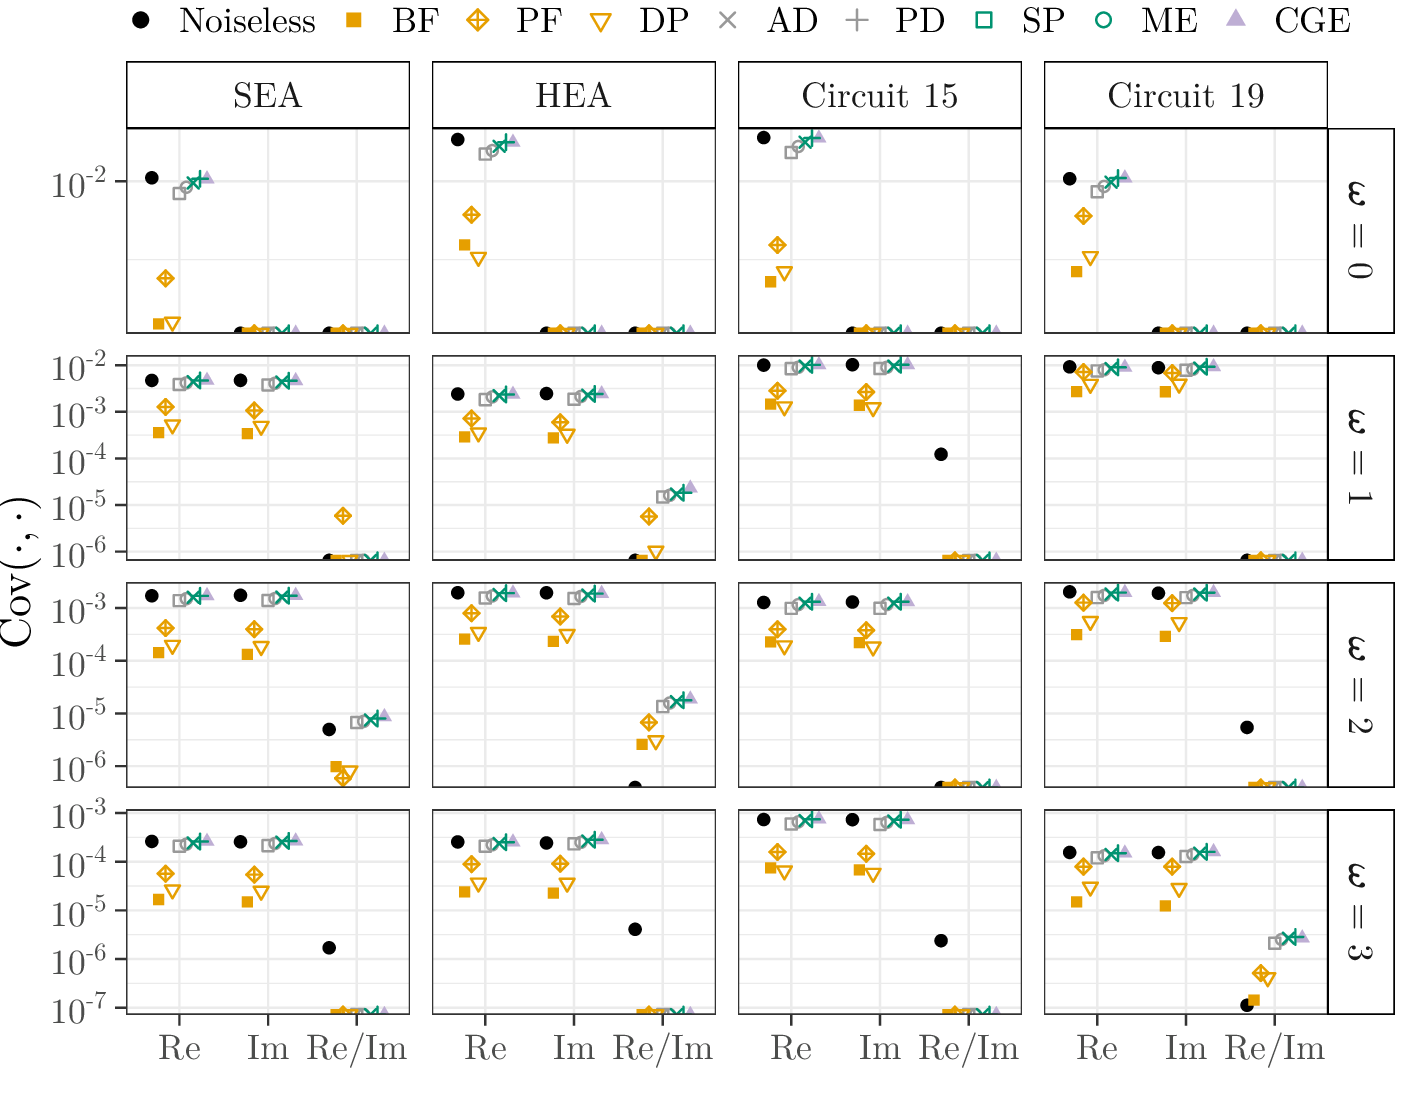 Noiseless BF PF DP AD PD SP ME CGE
SEA HEA Circuit 15 Circuit 19
10-2
ε = 0
10-2
10-3
10-4
10-5
10-6
ε = 1
Cov(·, ·)
10-3
10-4
10-5
10-6
ε = 2
10-3
10-4
10-5
10-6
10-7
ε = 3
Re Im Re/Im Re Im Re/Im Re Im Re/Im Re Im Re/Im